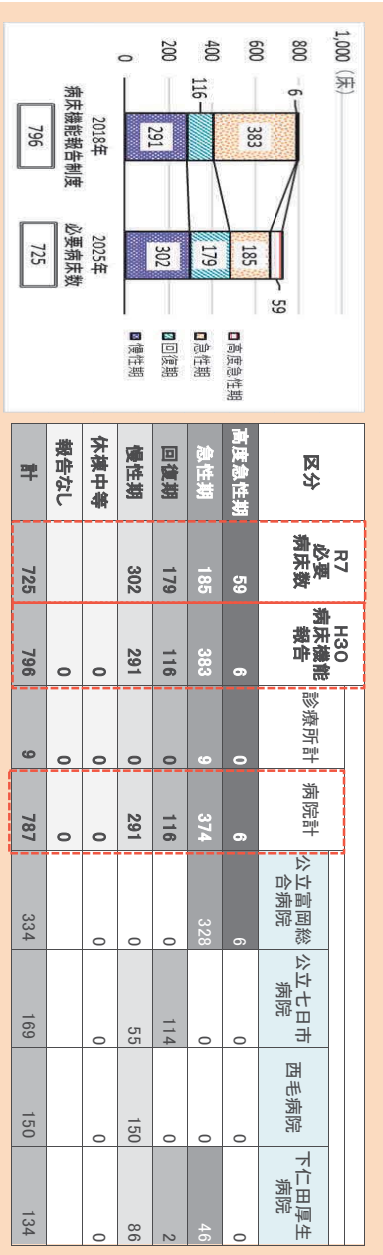 1,000 (床)
800
600
400
200
0
6
383
116
291
59
185
179
302
2018年
病床機能報告制度
796
2025年
必要病床数
725
高度急性期
急性期
回復期
慢性期
区分
R7
必要
病床数
H30
病床機能
報告
診療所計
病院計
公立富岡総
合病院
公立七日市
病院
西毛病院
下仁田厚生
病院
高度急性期 59 6 0 6 6 0 0 0
急性期 185 383 9 374 328 0 0 46
回復期 179 116 0 116 0 114 0 2
慢性期 302 291 0 291 0 55 150 86
休棟中等 0 0 0 0 0 0 0
報告なし 0 0 0
計 725 796 9 787 334 169 150 134